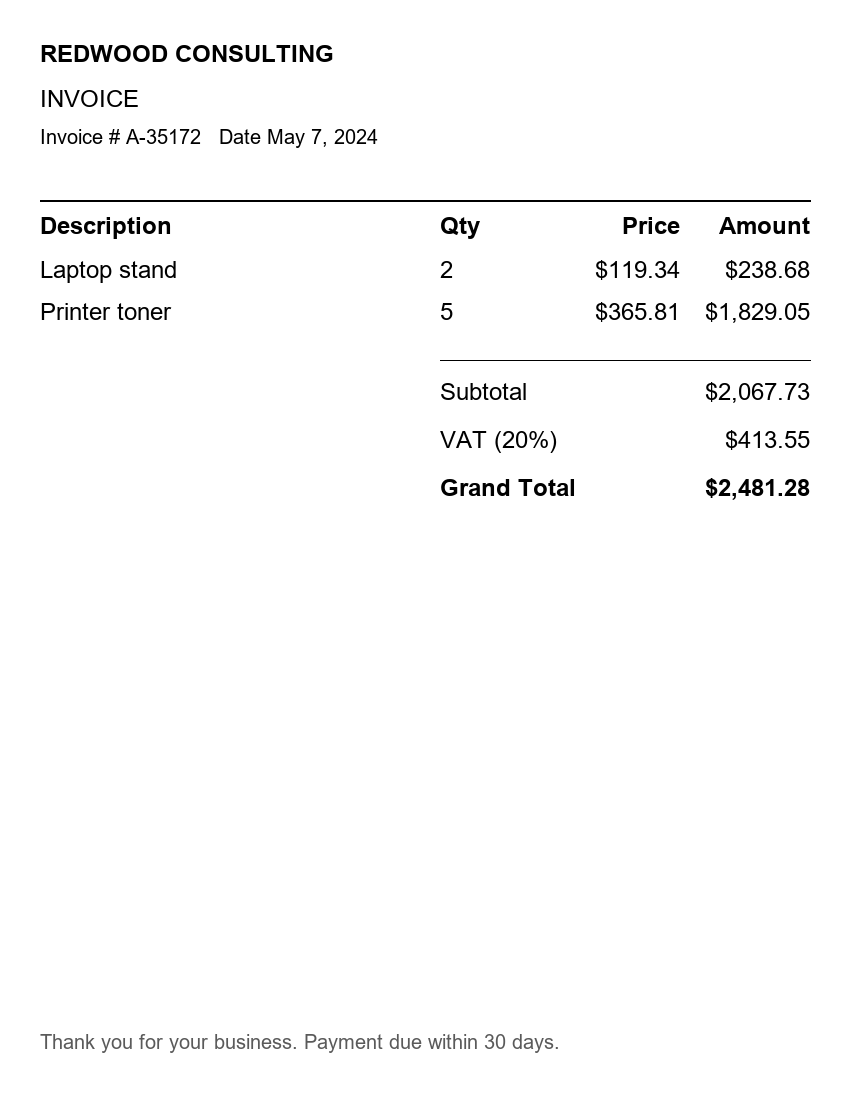 REDWOOD CONSULTING
INVOICE
Invoice # A-35172 Date May 7, 2024
Description Qty Price Amount
Laptop stand 2 $119.34 $238.68
Printer toner 5 $365.81 $1,829.05
Subtotal $2,067.73
VAT (20%) $413.55
Grand Total $2,481.28
Thank you for your business. Payment due within 30 days.